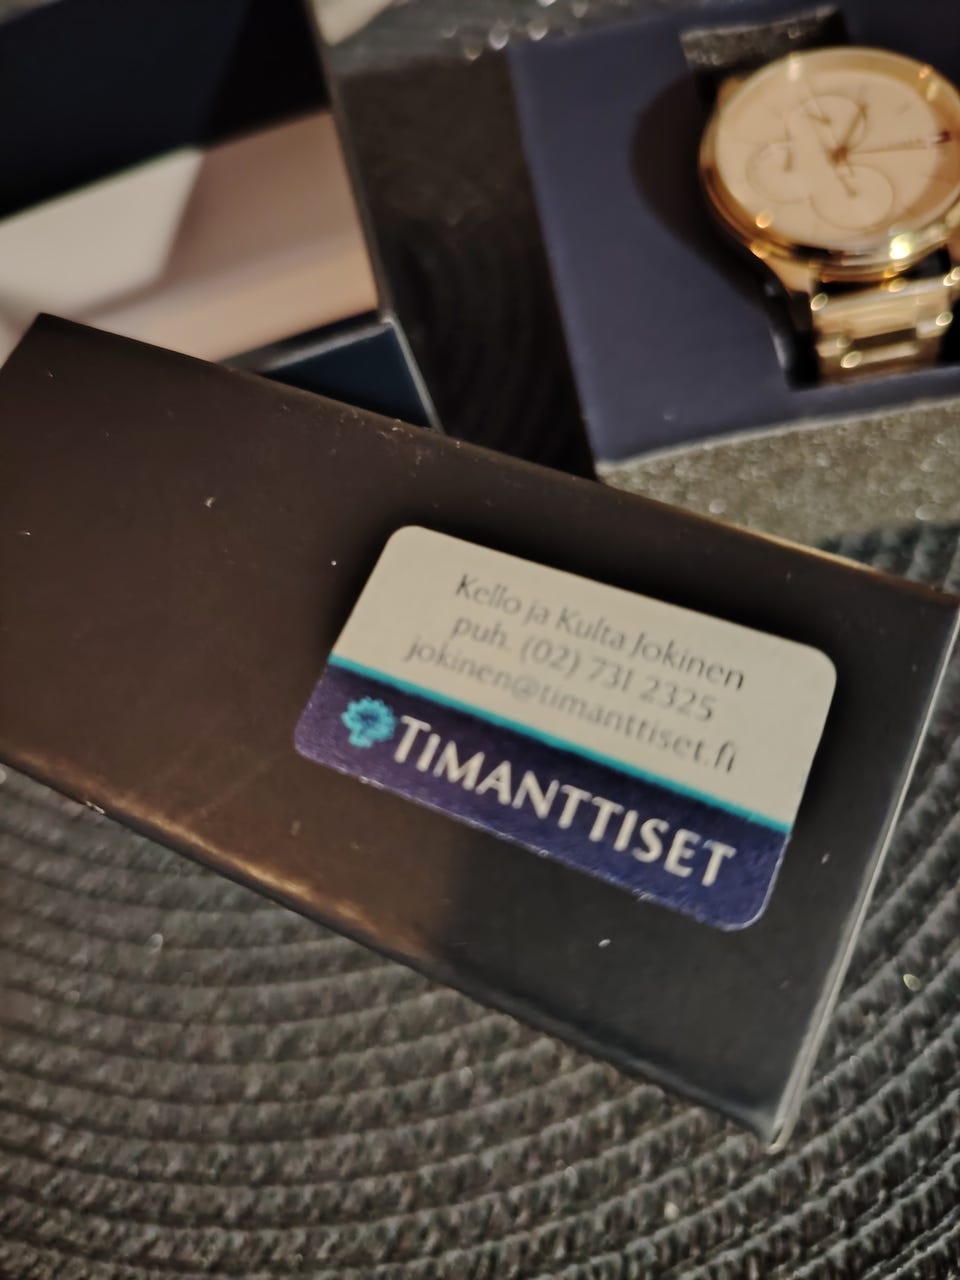 Kello ja Kulta Jokinen
puh. (02) 731 2325
jokinen@timanttiset.fi
TIMANTTISET